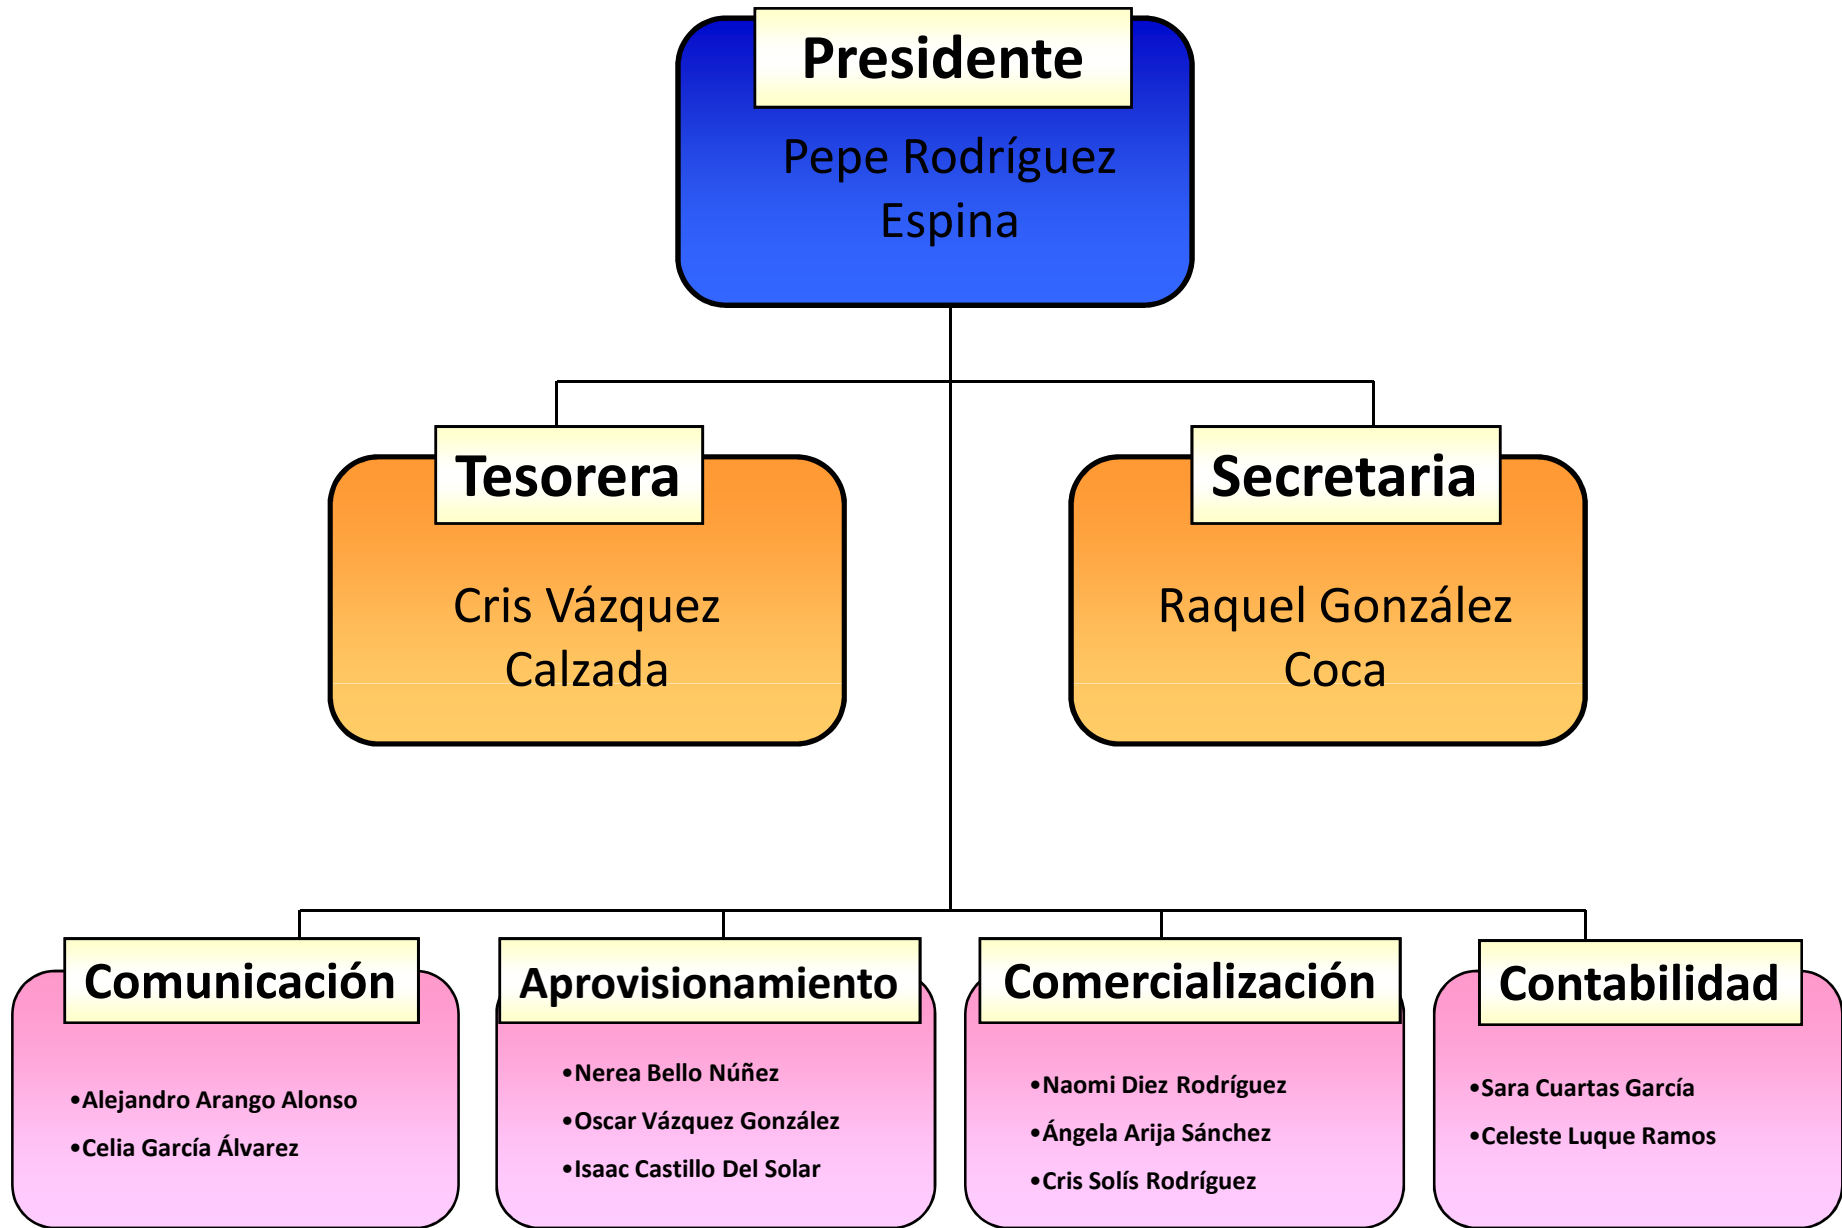 Presidente
Pepe Rodríguez
Espina
Tesorera
Cris Vázquez
Calzada
Secretaria
Raquel González
Coca
Comunicación
•Alejandro Arango Alonso
•Celia García Álvarez
Aprovisionamiento
•Nerea Bello Núñez
•Oscar Vázquez González
•Isaac Castillo Del Solar
Comercialización
•Naomi Diez Rodríguez
•Ángela Arija Sánchez
•Cris Solís Rodríguez
Contabilidad
•Sara Cuartas García
•Celeste Luque Ramos